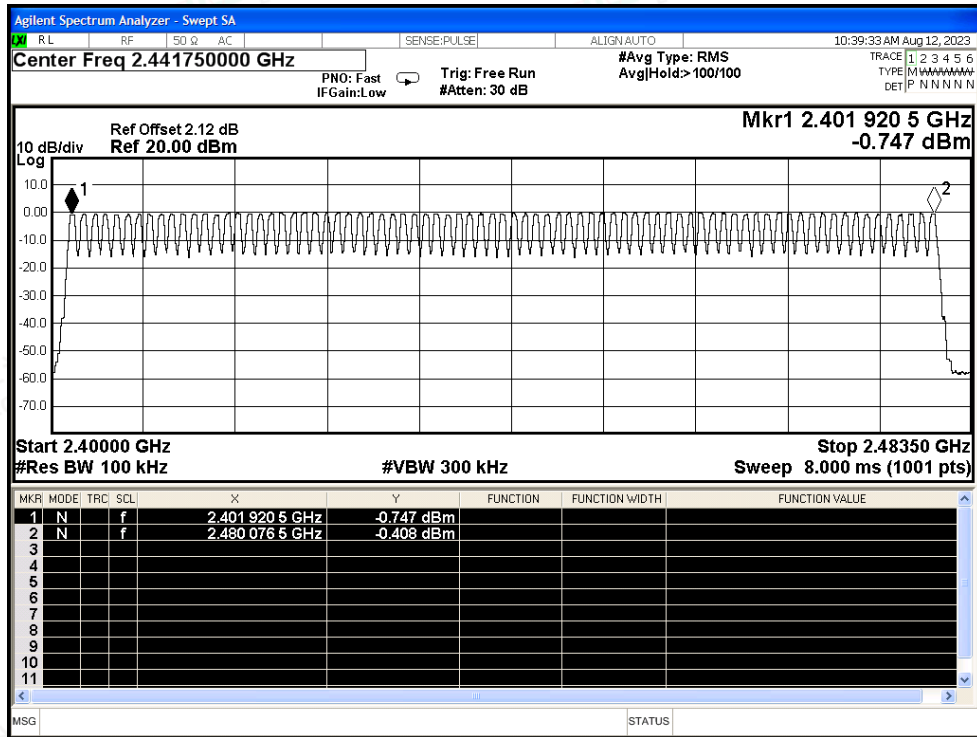 Agilent Spectrum Analyzer - Swept SA
LXI RL RF 50 Ω AC SENSE:PULSE ALIGN AUTO 10:39:33 AM Aug 12, 2023
Center Freq 2.441750000 GHz
PNO: Fast
IFGain:Low
Trig: Free Run
#Atten: 30 dB
#Avg Type: RMS
Avg|Hold:>100/100
TRACE 1 2 3 4 5 6
TYPE M
DET P N N N N N
Ref Offset 2.12 dB
10 dB/div Ref 20.00 dBm
Log
Mkr1 2.401 920 5 GHz
-0.747 dBm
10.0
0.00
-10.0
-20.0
-30.0
-40.0
-50.0
-60.0
-70.0
1
2
Start 2.40000 GHz Stop 2.48350 GHz
#Res BW 100 kHz #VBW 300 kHz Sweep 8.000 ms (1001 pts)
MKR MODE TRC SCL X Y FUNCTION FUNCTION WIDTH FUNCTION VALUE
1 N f 2.401 920 5 GHz -0.747 dBm
2 N f 2.480 076 5 GHz -0.408 dBm
3
4
5
6
7
8
9
10
11
MSG STATUS